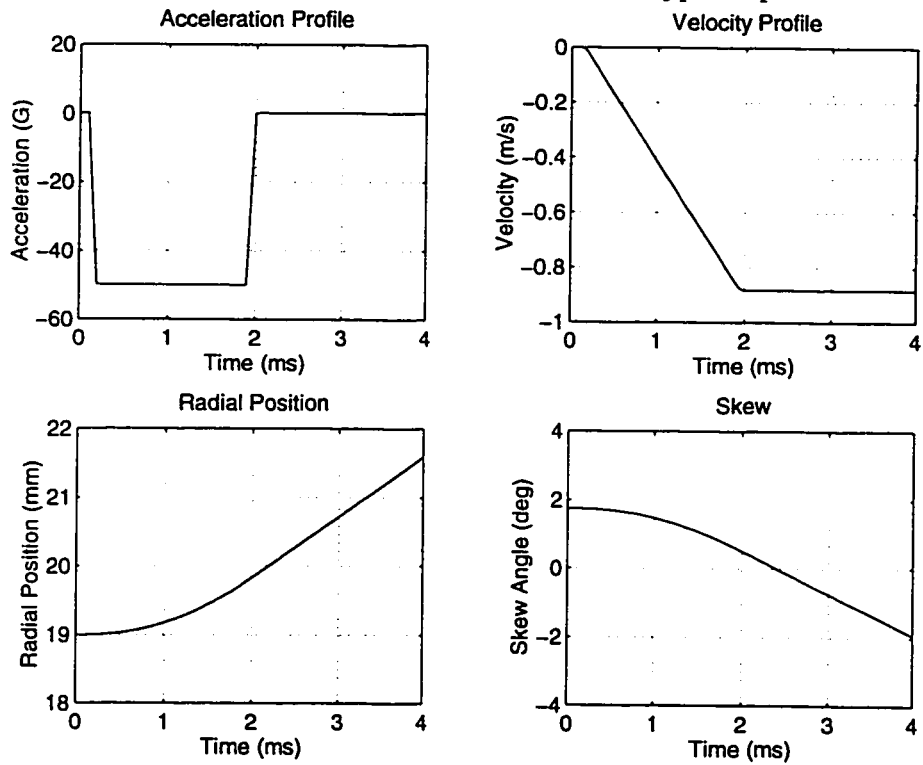 Acceleration Profile
20
0
−20
−40
−60
Acceleration (G)
0 1 2 3 4
Time (ms)
Velocity Profile
0
−0.2
−0.4
−0.6
−0.8
−1
Velocity (m/s)
0 1 2 3 4
Time (ms)
Radial Position
22
21
20
19
18
Radial Position (mm)
0 1 2 3 4
Time (ms)
Skew
4
2
0
−2
−4
Skew Angle (deg)
0 1 2 3 4
Time (ms)